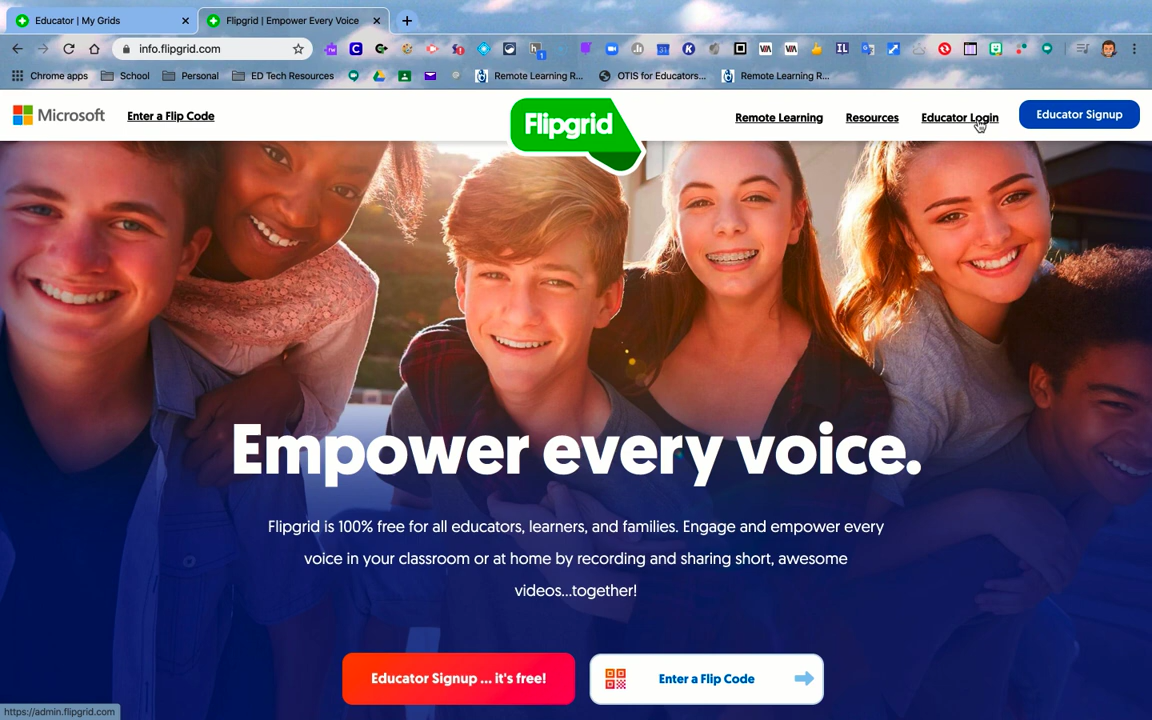 Educator | My Grids
Flipgrid | Empower Every Voice
info.flipgrid.com
Chrome apps
School
Personal
ED Tech Resources
Remote Learning R...
OTIS for Educators...
Remote Learning R...
Microsoft
Enter a Flip Code
Flipgrid
Remote Learning
Resources
Educator Login
Educator Signup
Empower every voice.
Flipgrid is 100% free for all educators, learners, and families. Engage and empower every
voice in your classroom or at home by recording and sharing short, awesome
videos...together!
Educator Signup ... it's free!
Enter a Flip Code
https://admin.flipgrid.com